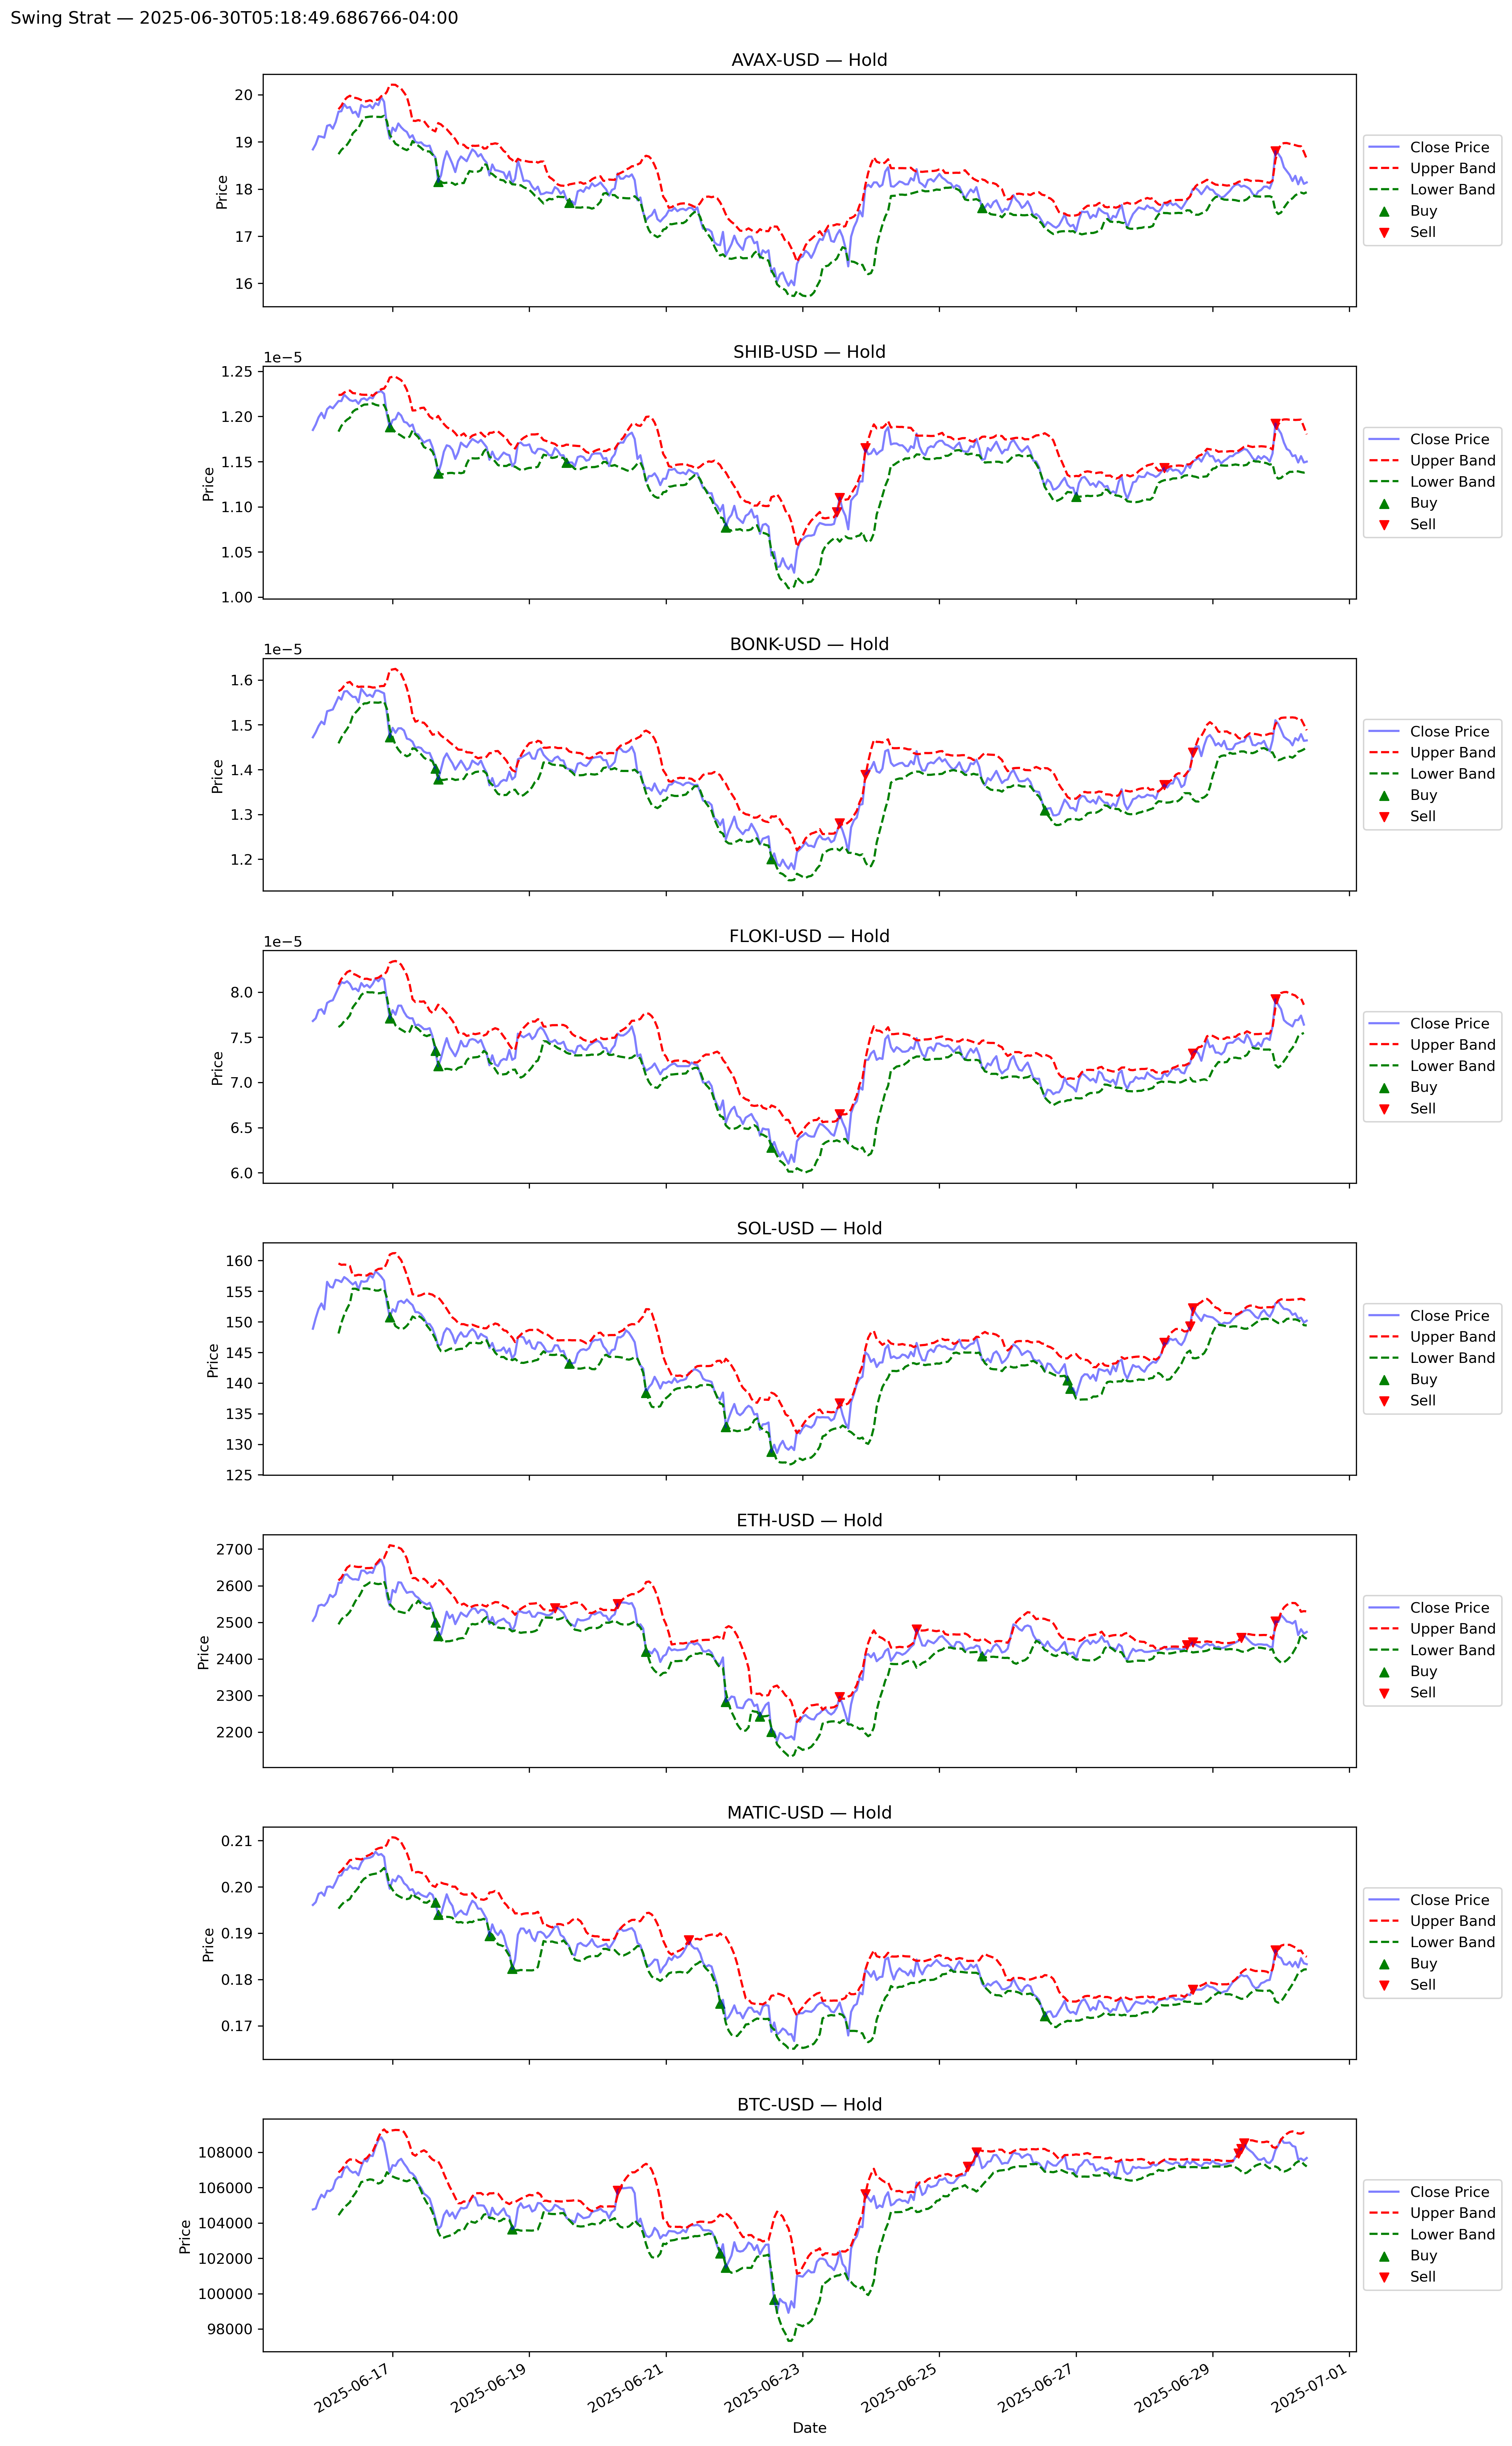 Swing Strat — 2025-06-30T05:18:49.686766-04:00
AVAX-USD — Hold
20
19
18
17
16
Price
Close Price
Upper Band
Lower Band
Buy
Sell
SHIB-USD — Hold
1e−5
1.25
1.20
1.15
1.10
1.05
1.00
Price
Close Price
Upper Band
Lower Band
Buy
Sell
BONK-USD — Hold
1e−5
1.6
1.5
1.4
1.3
1.2
Price
Close Price
Upper Band
Lower Band
Buy
Sell
FLOKI-USD — Hold
1e−5
8.0
7.5
7.0
6.5
6.0
Price
Close Price
Upper Band
Lower Band
Buy
Sell
SOL-USD — Hold
160
155
150
145
140
135
130
125
Price
Close Price
Upper Band
Lower Band
Buy
Sell
ETH-USD — Hold
2700
2600
2500
2400
2300
2200
Price
Close Price
Upper Band
Lower Band
Buy
Sell
MATIC-USD — Hold
0.21
0.20
0.19
0.18
0.17
Price
Close Price
Upper Band
Lower Band
Buy
Sell
BTC-USD — Hold
108000
106000
104000
102000
100000
98000
Price
Close Price
Upper Band
Lower Band
Buy
Sell
2025-06-17
2025-06-19
2025-06-21
2025-06-23
2025-06-25
2025-06-27
2025-06-29
2025-07-01
Date